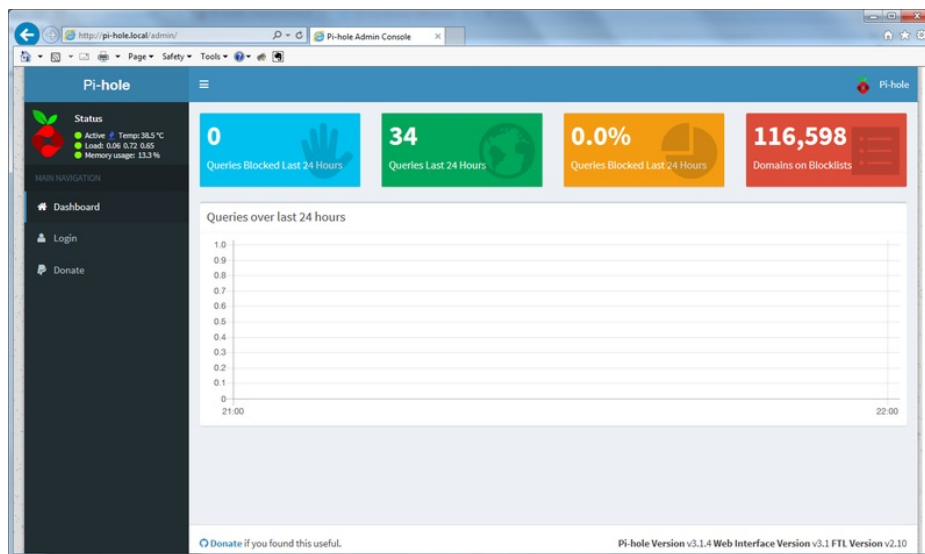 http://pi-hole.local/admin/
Pi-hole Admin Console
Page Safety Tools
Pi-hole
Pi-hole
Status
Active Temp: 38.5 °C
Load: 0.06 0.72 0.65
Memory usage: 13.3 %
MAIN NAVIGATION
Dashboard
Login
Donate
0
Queries Blocked Last 24 Hours
34
Queries Last 24 Hours
0.0%
Queries Blocked Last 24 Hours
116,598
Domains on Blocklists
Queries over last 24 hours
1.0
0.9
0.8
0.7
0.6
0.5
0.4
0.3
0.2
0.1
0
21:00 22:00
Donate if you found this useful.
Pi-hole Version v3.1.4 Web Interface Version v3.1 FTL Version v2.10